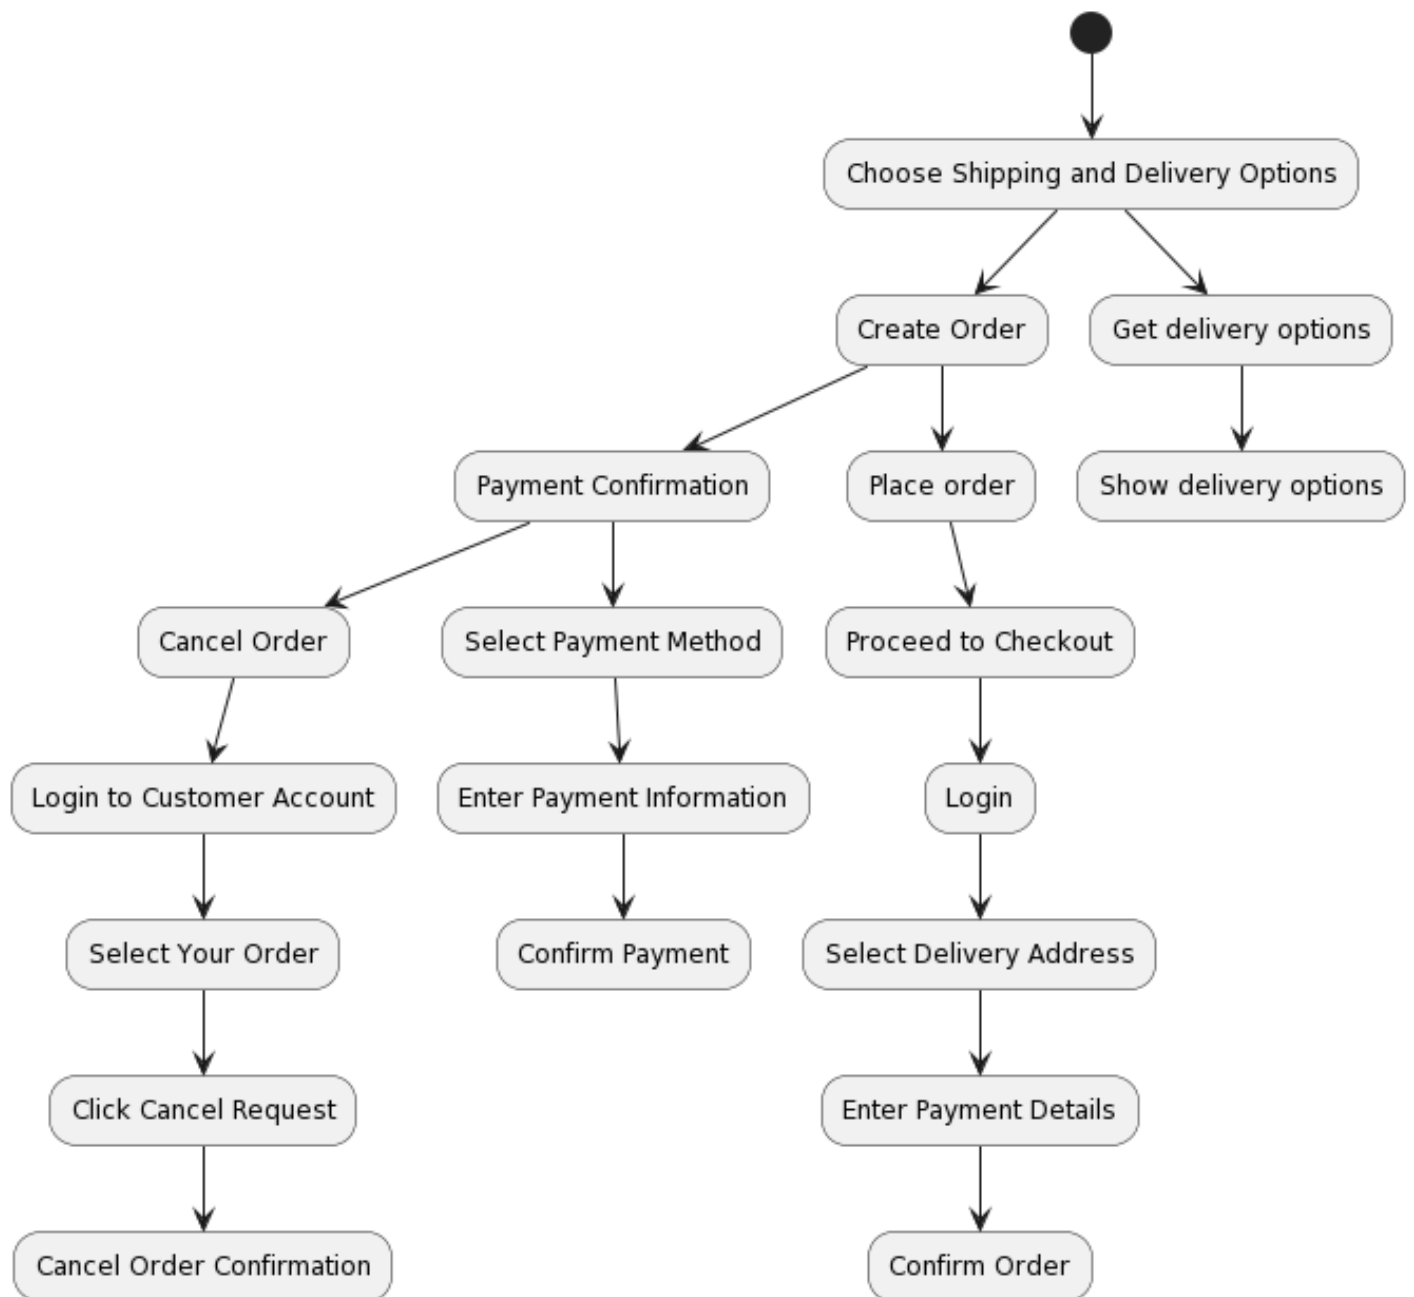 Choose Shipping and Delivery Options
Create Order
Get delivery options
Payment Confirmation
Place order
Show delivery options
Cancel Order
Select Payment Method
Proceed to Checkout
Login to Customer Account
Enter Payment Information
Login
Select Your Order
Confirm Payment
Select Delivery Address
Click Cancel Request
Enter Payment Details
Cancel Order Confirmation
Confirm Order